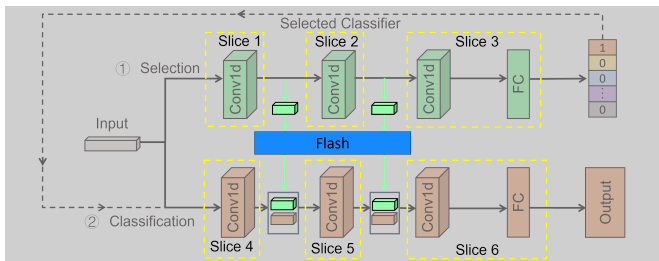 Selected Classifier
Slice 1
Slice 2
Slice 3
① Selection
Conv1d
Conv1d
Conv1d
FC
1
0
0
⋮
0
Input
Flash
② Classification
Conv1d
Conv1d
Conv1d
FC
Output
Slice 4
Slice 5
Slice 6